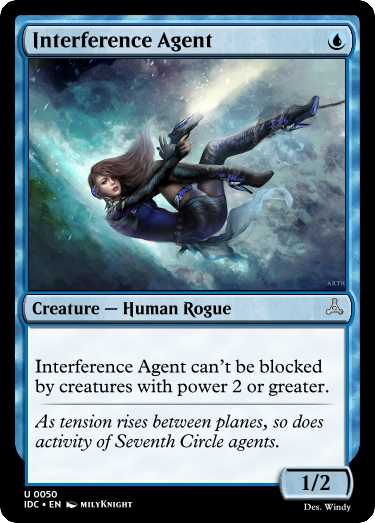 Interference Agent
ARTK
Creature — Human Rogue
Interference Agent can't be blocked
by creatures with power 2 or greater.
As tension rises between planes, so does
activity of Seventh Circle agents.
1/2
U 0050
IDC • EN MILYKNIGHT
Des. Windy